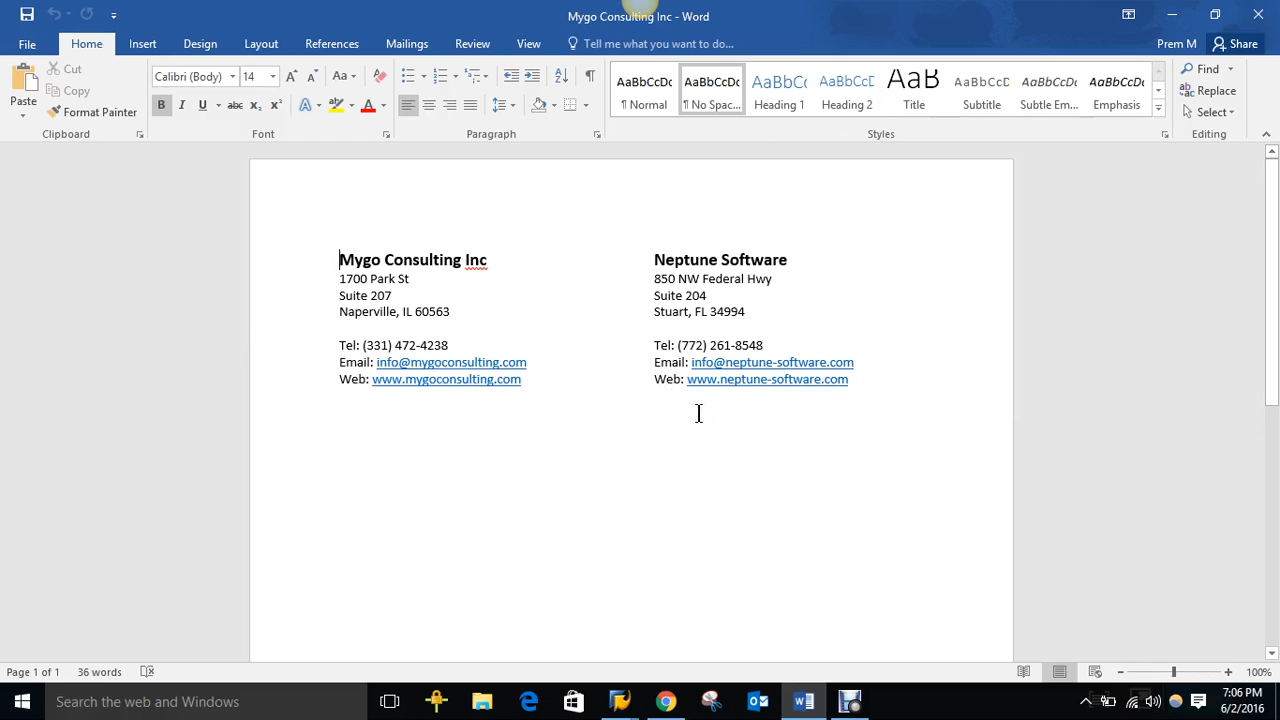 Mygo Consulting Inc - Word
File
Home
Insert
Design
Layout
References
Mailings
Review
View
Tell me what you want to do...
Prem M
Share
Paste
Cut
Copy
Format Painter
Clipboard
Calibri (Body)
14
Font
Paragraph
AaBbCcDc
¶ Normal
AaBbCcDc
¶ No Spac...
AaBbCc
Heading 1
AaBbCcC
Heading 2
AaB
Title
AaBbCcD
Subtitle
AaBbCcDc
Subtle Em...
AaBbCcDc
Emphasis
Styles
Find
Replace
Select
Editing
Mygo Consulting Inc
1700 Park St
Suite 207
Naperville, IL 60563
Tel: (331) 472-4238
Email: info@mygoconsulting.com
Web: www.mygoconsulting.com
Neptune Software
850 NW Federal Hwy
Suite 204
Stuart, FL 34994
Tel: (772) 261-8548
Email: info@neptune-software.com
Web: www.neptune-software.com
Page 1 of 1
36 words
100%
Search the web and Windows
7:06 PM
6/2/2016